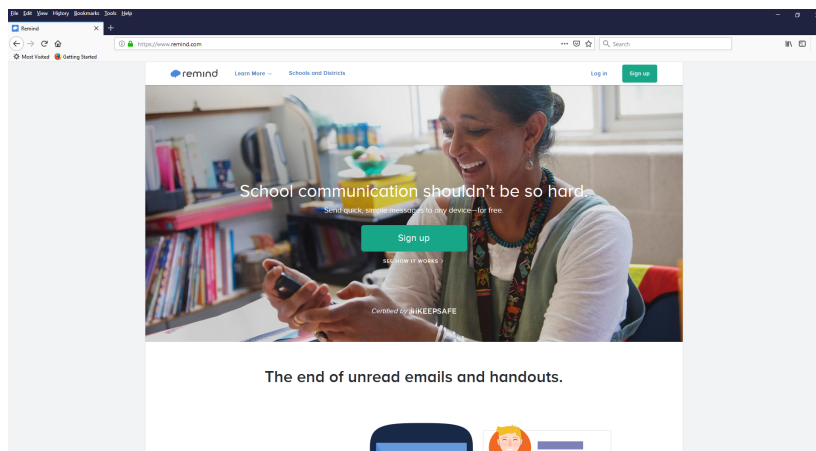 File Edit View History Bookmarks Tools Help
Remind
https://www.remind.com
Search
Most Visited Getting Started
remind Learn More Schools and Districts Log in Sign up
School communication shouldn't be so hard.
Send quick, simple messages to any device—for free.
Sign up
SEE HOW IT WORKS
Certified by iKEEPSAFE
The end of unread emails and handouts.